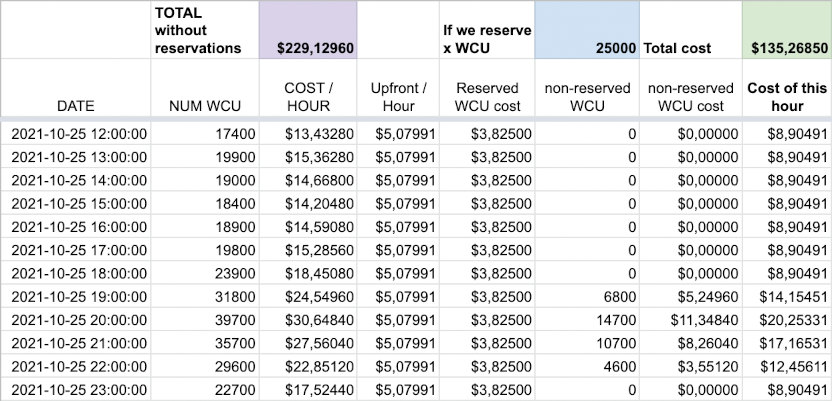 TOTAL without reservations $229,12960 If we reserve x WCU 25000 Total cost $135,26850
DATE NUM WCU COST / HOUR Upfront / Hour Reserved WCU cost non-reserved WCU non-reserved WCU cost Cost of this hour
2021-10-25 12:00:00 17400 $13,43280 $5,07991 $3,82500 0 $0,00000 $8,90491
2021-10-25 13:00:00 19900 $15,36280 $5,07991 $3,82500 0 $0,00000 $8,90491
2021-10-25 14:00:00 19000 $14,66800 $5,07991 $3,82500 0 $0,00000 $8,90491
2021-10-25 15:00:00 18400 $14,20480 $5,07991 $3,82500 0 $0,00000 $8,90491
2021-10-25 16:00:00 18900 $14,59080 $5,07991 $3,82500 0 $0,00000 $8,90491
2021-10-25 17:00:00 19800 $15,28560 $5,07991 $3,82500 0 $0,00000 $8,90491
2021-10-25 18:00:00 23900 $18,45080 $5,07991 $3,82500 0 $0,00000 $8,90491
2021-10-25 19:00:00 31800 $24,54960 $5,07991 $3,82500 6800 $5,24960 $14,15451
2021-10-25 20:00:00 39700 $30,64840 $5,07991 $3,82500 14700 $11,34840 $20,25331
2021-10-25 21:00:00 35700 $27,56040 $5,07991 $3,82500 10700 $8,26040 $17,16531
2021-10-25 22:00:00 29600 $22,85120 $5,07991 $3,82500 4600 $3,55120 $12,45611
2021-10-25 23:00:00 22700 $17,52440 $5,07991 $3,82500 0 $0,00000 $8,90491